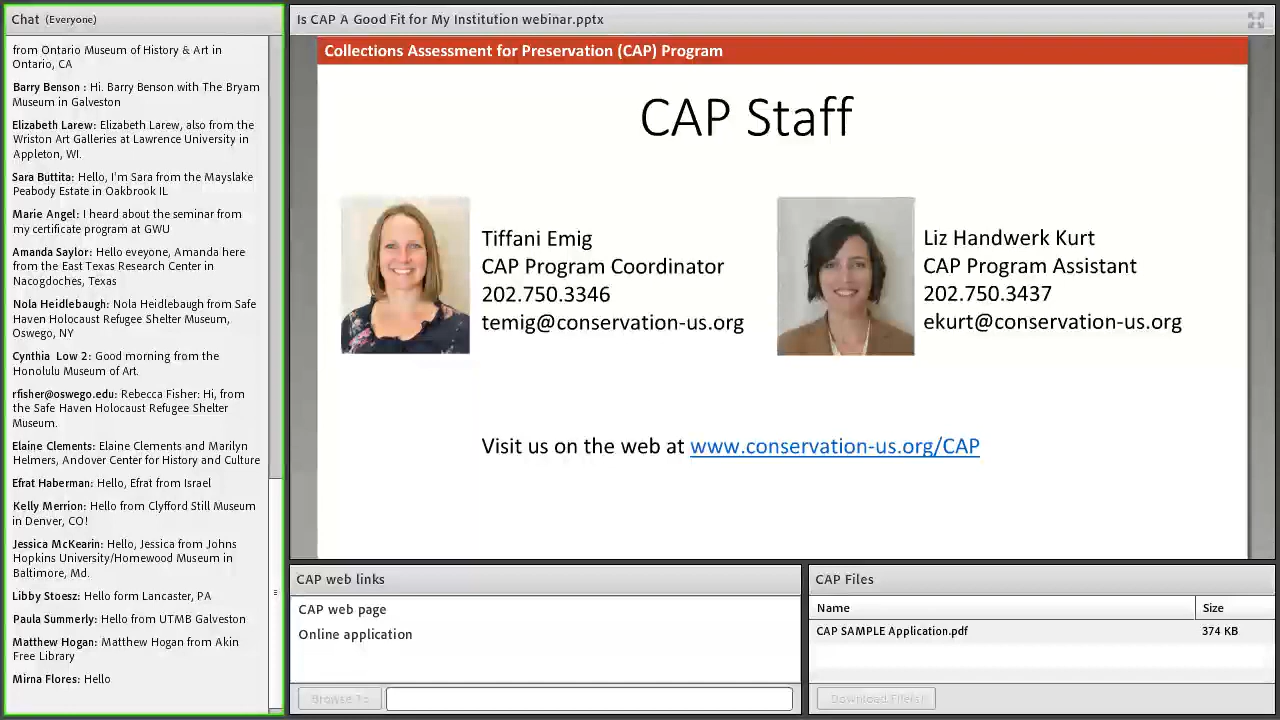 Chat (Everyone)
from Ontario Museum of History & Art in
Ontario, CA
Barry Benson : Hi. Barry Benson with The Bryam
Museum in Galveston
Elizabeth Larew: Elizabeth Larew, also from the
Wriston Art Galleries at Lawrence University in
Appleton, WI.
Sara Buttita: Hello, I'm Sara from the Mayslake
Peabody Estate in Oakbrook IL
Marie Angel: I heard about the seminar from
my certificate program at GWU
Amanda Saylor: Hello eveyone, Amanda here
from the East Texas Research Center in
Nacogdoches, Texas
Nola Heidlebaugh: Nola Heidlebaugh from Safe
Haven Holocaust Refugee Shelter Museum,
Oswego, NY
Cynthia Low 2: Good morning from the
Honolulu Museum of Art.
rfisher@oswego.edu: Rebecca Fisher: Hi, from
the Safe Haven Holocaust Refugee Shelter
Museum.
Elaine Clements: Elaine Clements and Marilyn
Helmers, Andover Center for History and Culture
Efrat Haberman: Hello, Efrat from Israel
Kelly Merrion: Hello from Clyfford Still Museum
in Denver, CO!
Jessica McKearin: Hello, Jessica from Johns
Hopkins University/Homewood Museum in
Baltimore, Md.
Libby Stoesz: Hello form Lancaster, PA
Paula Summerly: Hello from UTMB Galveston
Matthew Hogan: Matthew Hogan from Akin
Free Library
Mirna Flores: Hello
Is CAP A Good Fit for My Institution webinar.pptx
Collections Assessment for Preservation (CAP) Program
CAP Staff
Tiffani Emig
CAP Program Coordinator
202.750.3346
temig@conservation-us.org
Liz Handwerk Kurt
CAP Program Assistant
202.750.3437
ekurt@conservation-us.org
Visit us on the web at www.conservation-us.org/CAP
CAP web links
CAP web page
Online application
Browse To
CAP Files
Name Size
CAP SAMPLE Application.pdf 374 KB
Download File(s)